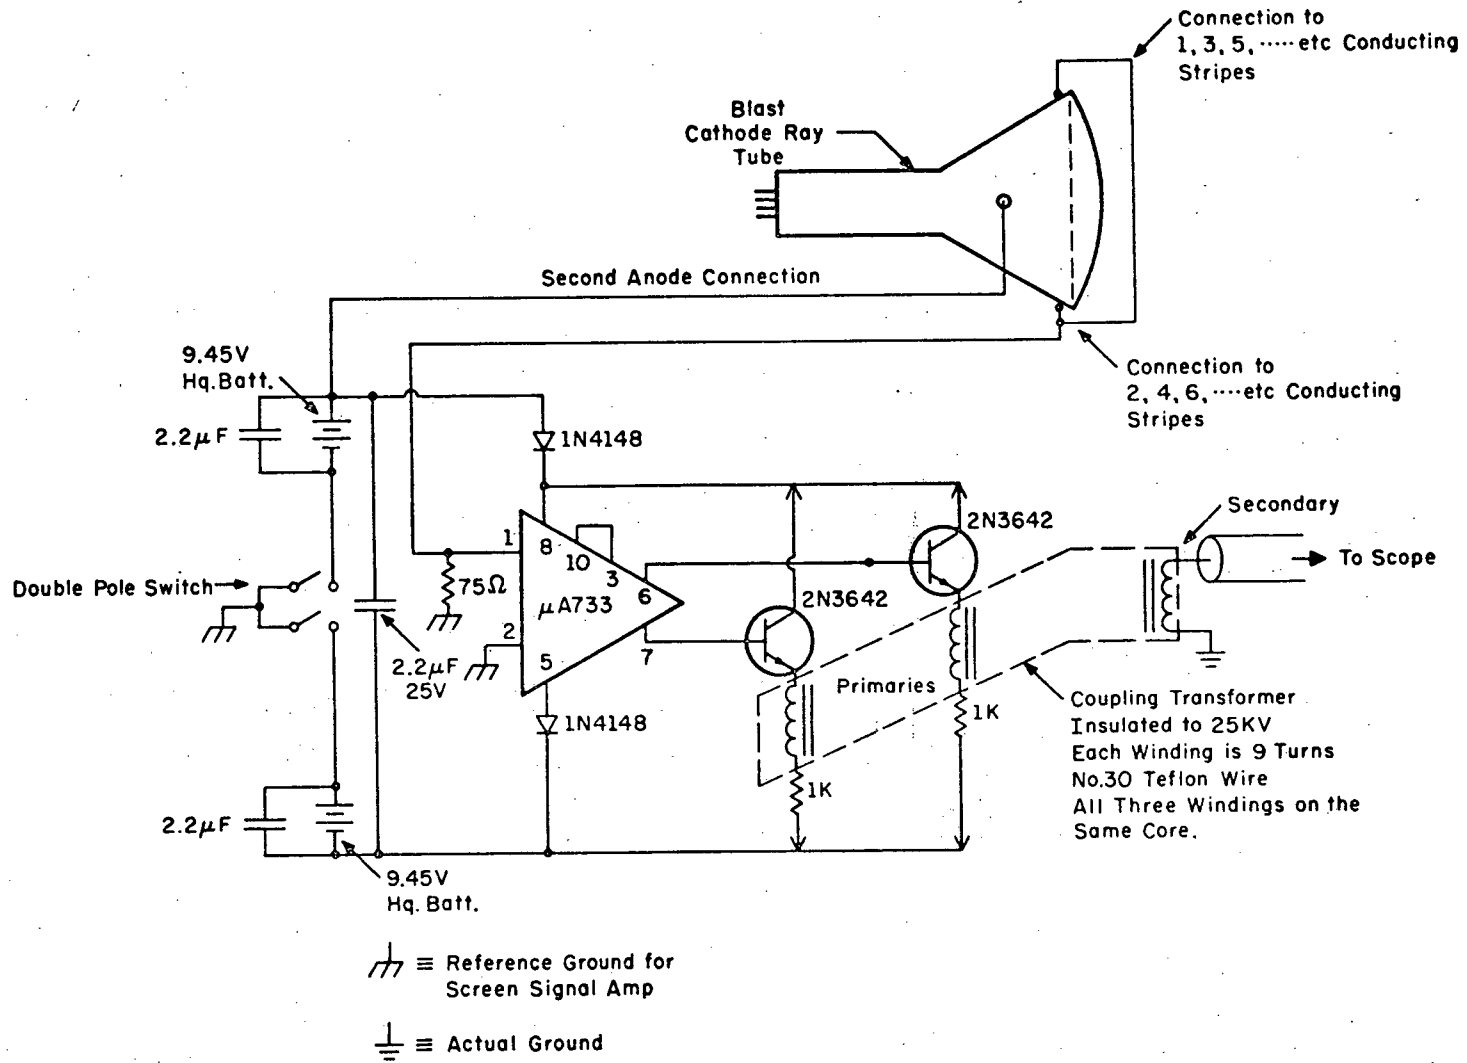 Connection to
1, 3, 5, ·····etc Conducting
Stripes
Blast
Cathode Ray
Tube
Second Anode Connection
9.45V
Hq. Batt.
2.2μF
Connection to
2, 4, 6, ····etc Conducting
Stripes
1N4148
2N3642
Secondary
To Scope
1
8
10
3
75Ω
μA733
6
2N3642
Double Pole Switch
2
5
7
2.2μF
25V
Primaries
1N4148
1K
1K
Coupling Transformer
Insulated to 25KV
Each Winding is 9 Turns
No.30 Teflon Wire
All Three Windings on the
Same Core.
2.2μF
9.45V
Hq. Batt.
≡ Reference Ground for
Screen Signal Amp
≡ Actual Ground